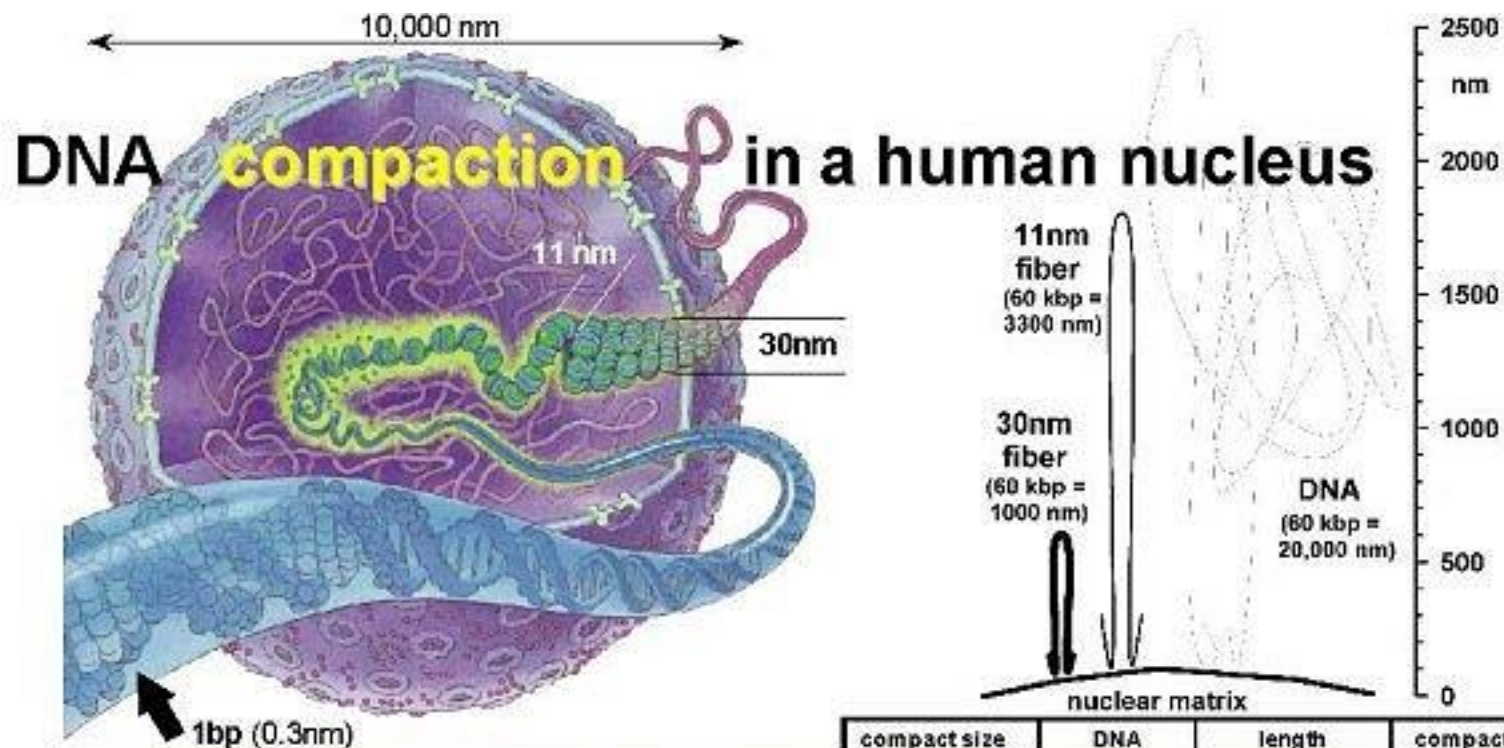 10,000 nm
DNA compaction in a human nucleus
11 nm
30nm
1bp (0.3nm)
11nm
fiber
(60 kbp =
3300 nm)
30nm
fiber
(60 kbp =
1000 nm)
DNA
(60 kbp =
20,000 nm)
nuclear matrix
2500
nm
2000
1500
1000
500
0
compact size DNA length compact